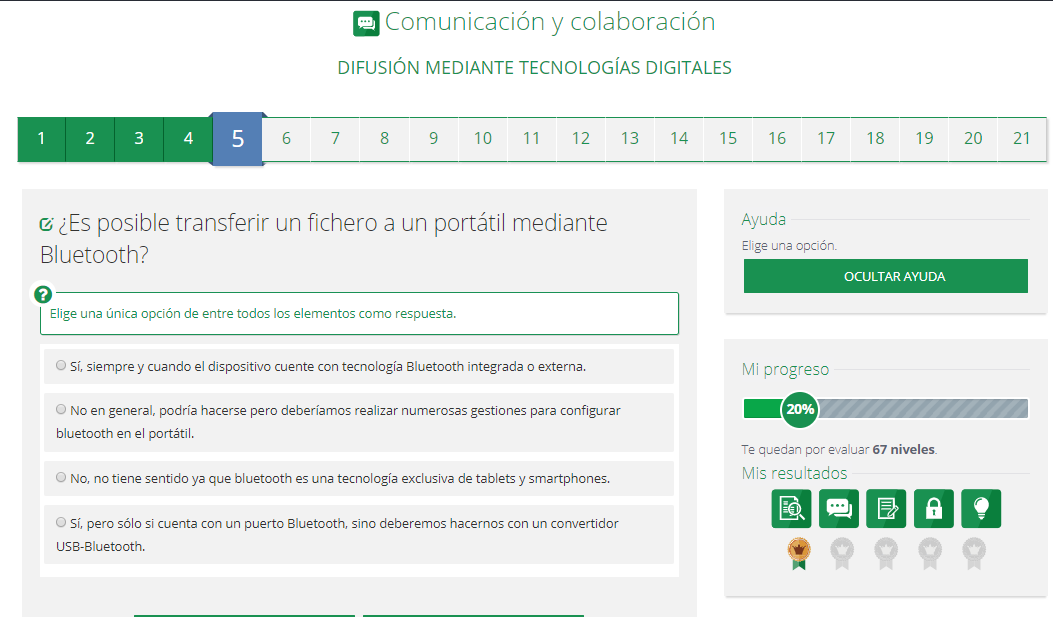 Comunicación y colaboración
DIFUSIÓN MEDIANTE TECNOLOGÍAS DIGITALES
1 2 3 4 5 6 7 8 9 10 11 12 13 14 15 16 17 18 19 20 21
¿Es posible transferir un fichero a un portátil mediante
Bluetooth?
?
Elige una única opción de entre todos los elementos como respuesta.
Sí, siempre y cuando el dispositivo cuente con tecnología Bluetooth integrada o externa.
No en general, podría hacerse pero deberíamos realizar numerosas gestiones para configurar
bluetooth en el portátil.
No, no tiene sentido ya que bluetooth es una tecnología exclusiva de tablets y smartphones.
Sí, pero sólo si cuenta con un puerto Bluetooth, sino deberemos hacernos con un convertidor
USB-Bluetooth.
Ayuda
Elige una opción.
OCULTAR AYUDA
Mi progreso
20%
Te quedan por evaluar 67 niveles.
Mis resultados